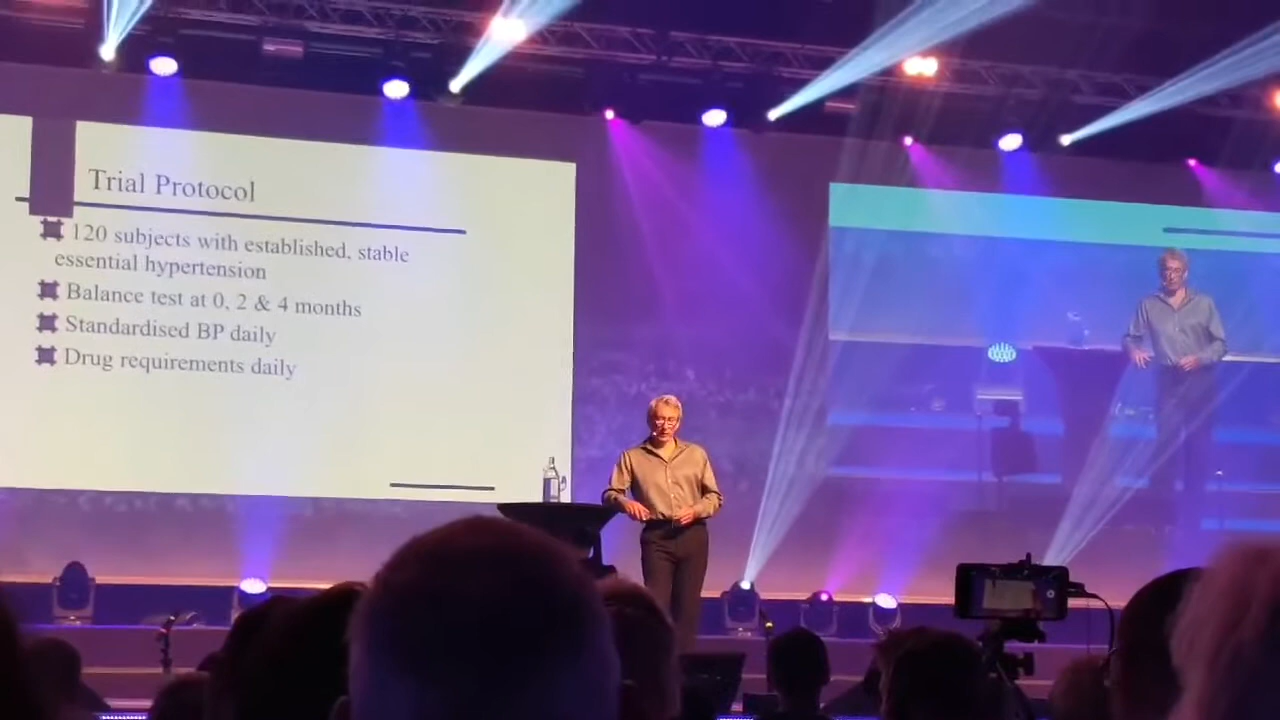 Trial Protocol
120 subjects with established, stable
essential hypertension
Balance test at 0, 2 & 4 months
Standardised BP daily
Drug requirements daily